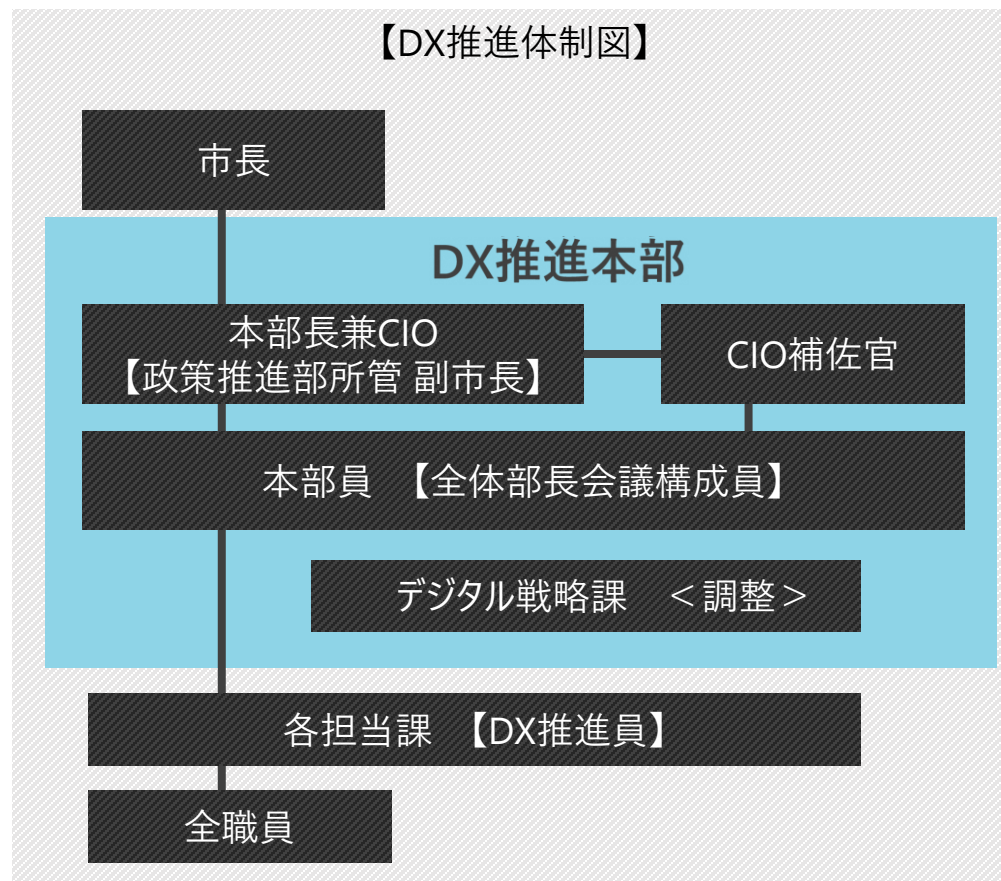 【DX推進体制図】
市長
DX推進本部
本部長兼CIO
【政策推進部所管 副市長】
CIO補佐官
本部員 【全体部長会議構成員】
デジタル戦略課 ＜調整＞
各担当課 【DX推進員】
全職員